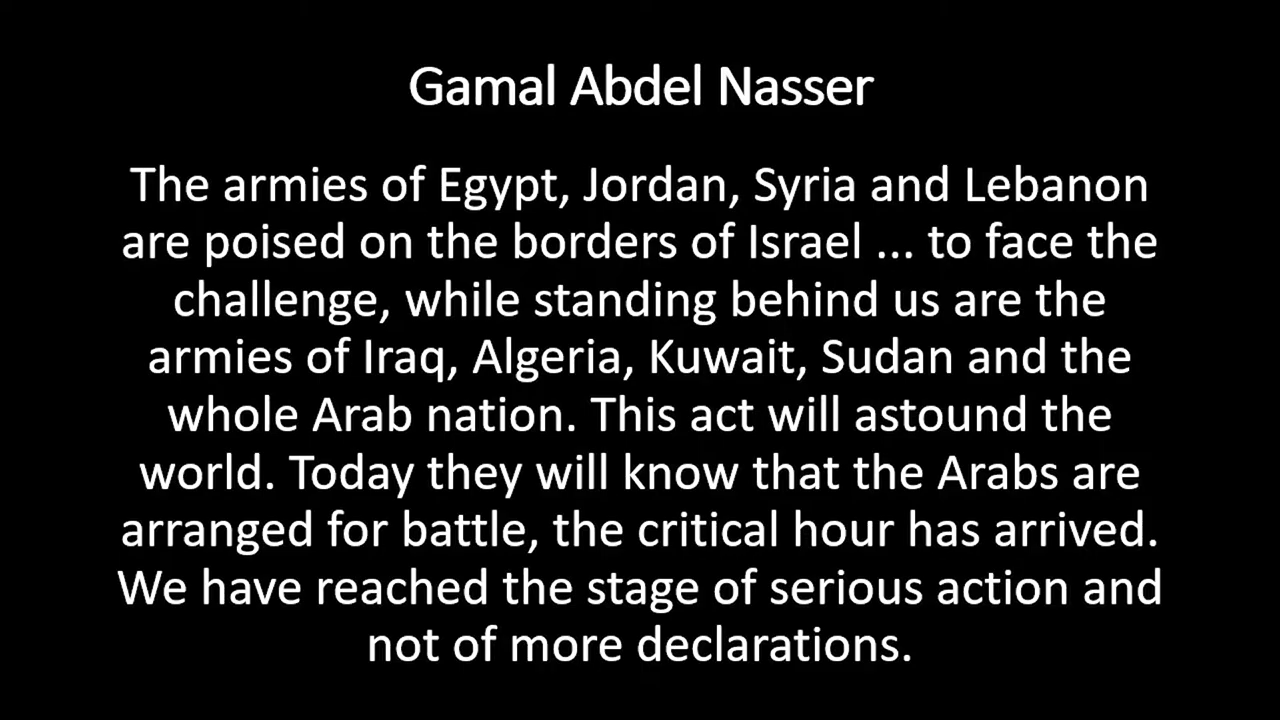 Gamal Abdel Nasser
The armies of Egypt, Jordan, Syria and Lebanon
are poised on the borders of Israel ... to face the
challenge, while standing behind us are the
armies of Iraq, Algeria, Kuwait, Sudan and the
whole Arab nation. This act will astound the
world. Today they will know that the Arabs are
arranged for battle, the critical hour has arrived.
We have reached the stage of serious action and
not of more declarations.